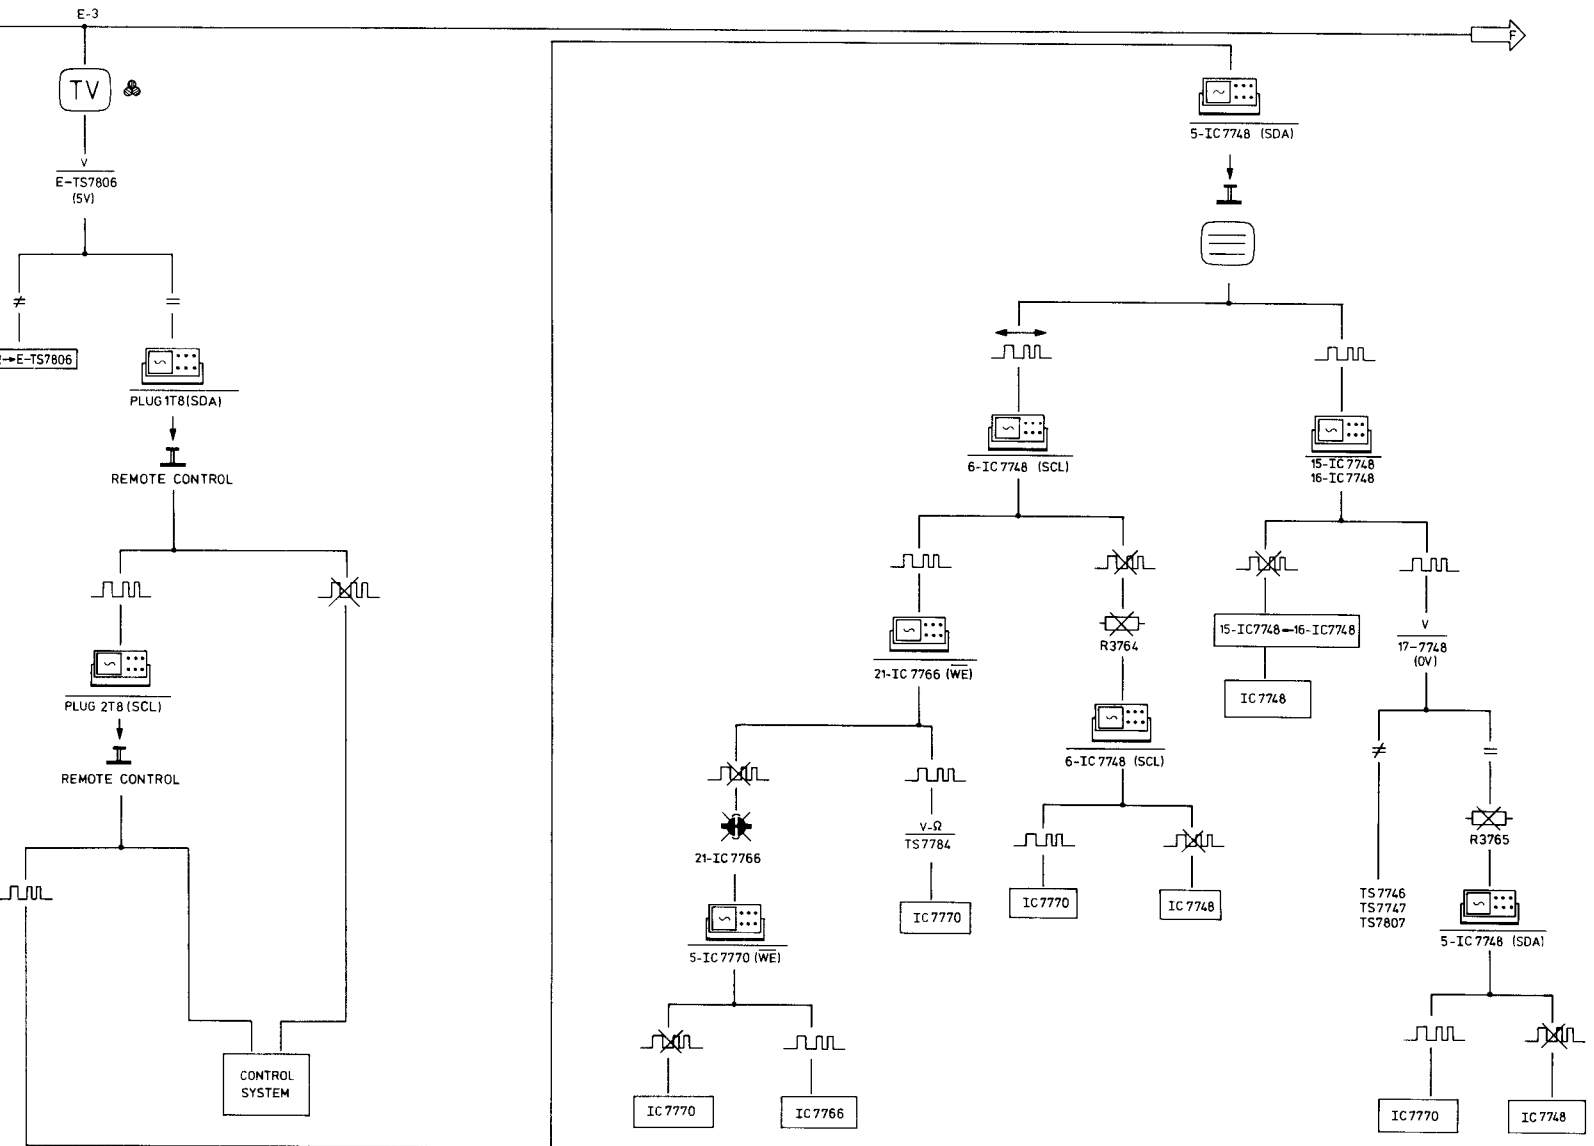 E-3
F
TV
V
E-TS7806
(5V)
≠
=
→E-TS7806
PLUG 1T8(SDA)
REMOTE CONTROL
PLUG 2T8(SCL)
REMOTE CONTROL
CONTROL
SYSTEM
5-IC7748 (SDA)
6-IC7748 (SCL)
15-IC7748
16-IC7748
21-IC7766 (WE)
R3764
15-IC7748–16-IC7748
IC7748
V
17-7748
(0V)
6-IC7748 (SCL)
≠
=
21-IC7766
V-Ω
TS7784
R3765
5-IC7770 (WE)
IC7770
IC7770
IC7748
TS7746
TS7747
TS7807
5-IC7748 (SDA)
IC7770
IC7766
IC7770
IC7748